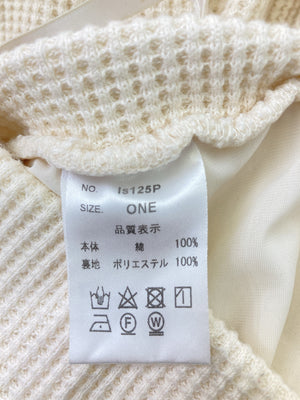 NO. ls125P
SIZE: ONE
品質表示
本体 綿 100%
裏地 ポリエステル 100%
F W